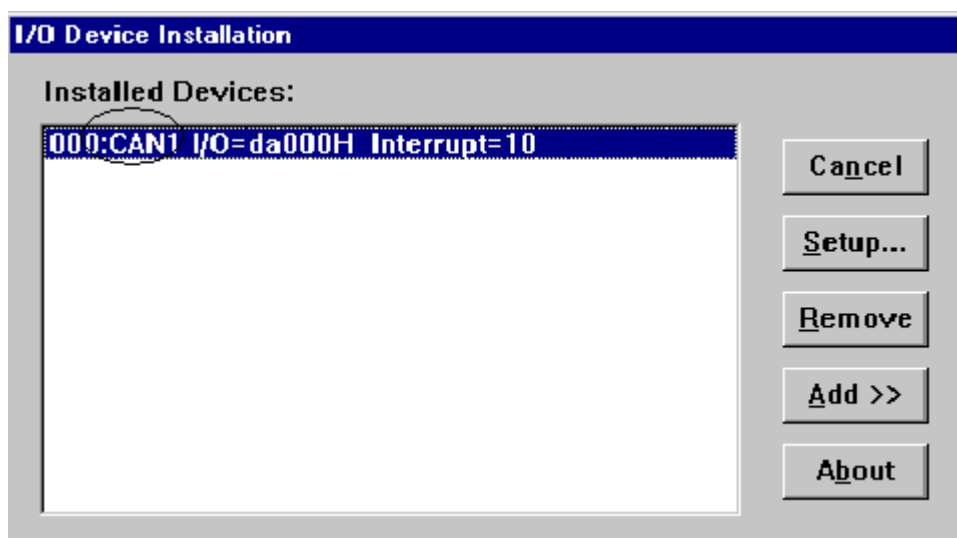 I/O Device Installation
Installed Devices:
000:CAN1 I/O=da000H Interrupt=10
Cancel
Setup...
Remove
Add >>
About